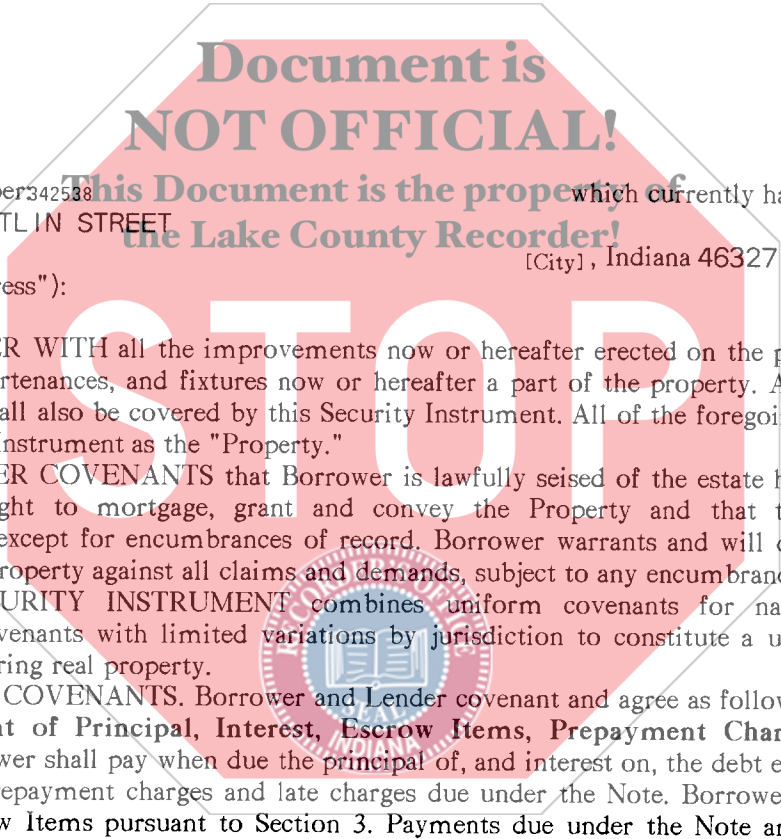 Document is
NOT OFFICIAL!
This Document is the property of
the Lake County Recorder!
er342538 which currently ha
TLIN STREET
[City] , Indiana 46327
ress"):
STOP
ER WITH all the improvements now or hereafter erected on the p
rtenances, and fixtures now or hereafter a part of the property. A
all also be covered by this Security Instrument. All of the foregoi
Instrument as the "Property."
ER COVENANTS that Borrower is lawfully seised of the estate h
ght to mortgage, grant and convey the Property and that t
except for encumbrances of record. Borrower warrants and will d
roperty against all claims and demands, subject to any encumbranc
URITY INSTRUMENT combines uniform covenants for na
venants with limited variations by jurisdiction to constitute a u
ring real property.
COVENANTS. Borrower and Lender covenant and agree as follow
nt of Principal, Interest, Escrow Items, Prepayment Char
wer shall pay when due the principal of, and interest on, the debt e
repayment charges and late charges due under the Note. Borrowe
w Items pursuant to Section 3. Payments due under the Note a
RECORDER'S OFFICE
SEAL
INDIANA